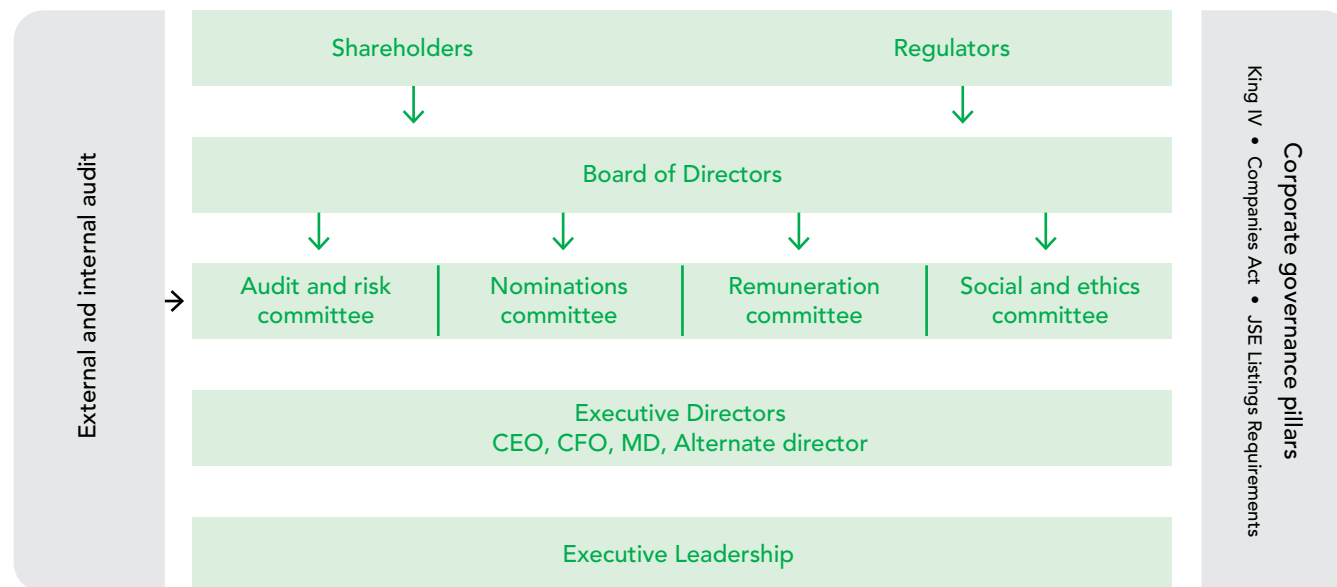 External and internal audit
Shareholders
Regulators
Board of Directors
Audit and risk
committee
Nominations
committee
Remuneration
committee
Social and ethics
committee
Executive Directors
CEO, CFO, MD, Alternate director
Executive Leadership
Corporate governance pillars
King IV • Companies Act • JSE Listings Requirements